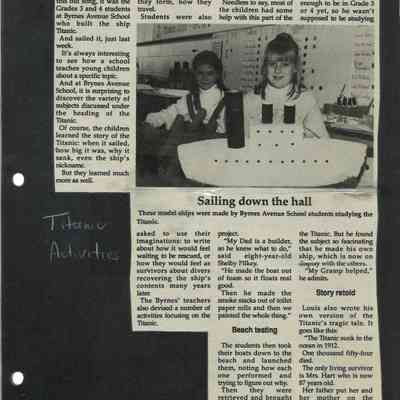 this old song, it was the
Grades 3 and 4 students
at Byrnes Avenue School
who built the ship
Titanic.
And sailed it, just last
week.
It's always interesting
to see how a school
teaches young children
about a specific topic.
And at Byrnes Avenue
School, it is surprising to
discover the variety of
subjects discussed under
the heading of the
Titanic.
Of course, the children
learned the story of the
Titanic: when it sailed,
how big it was, why it
sank, even the ship's
nickname.
But they learned much
more as well.
they form, how they
travel.
Students were also
Needless to say, most
of the children had some
help with this part of the
enough to be in Grade 3
or 4 yet, so he wasn't
supposed to be studying
Sailing down the hall
These model ships were made by Byrnes Avenue School students studying the
Titanic.
Titanic
Activities
asked to use their
imaginations: to write
about how it would feel
waiting to be rescued, or
how they would feel as
survivors about divers
recovering the ship's
contents many years
later.
The Byrnes' teachers
also devised a number of
activities focusing on the
Titanic.
project.
"My Dad is a builder,
so he knew what to do,"
said eight-year-old
Shelby Pilkey.
"He made the boat out
of foam so it floats real
good.
Then he made the
smoke stacks out of toilet
paper rolls and then we
painted the whole thing."
Beach testing
The students then took
their boats down to the
beach and launched
them, noting how each
one performed and
trying to figure out why.
Then they were
retrieved and brought
the Titanic. But he found
the subject so fascinating
that he made his own
ship, which is now on
display with the others.
"My Gramp helped,"
he admits.
Story retold
Louis also wrote his
own version of the
Titanic's tragic tale. It
goes like this:
"The Titanic sunk in the
ocean in 1912.
One thousand fifty-four
died.
The only living survivor
is Mrs. Hart who is now
87 years old.
Her father put her and
her mother on the